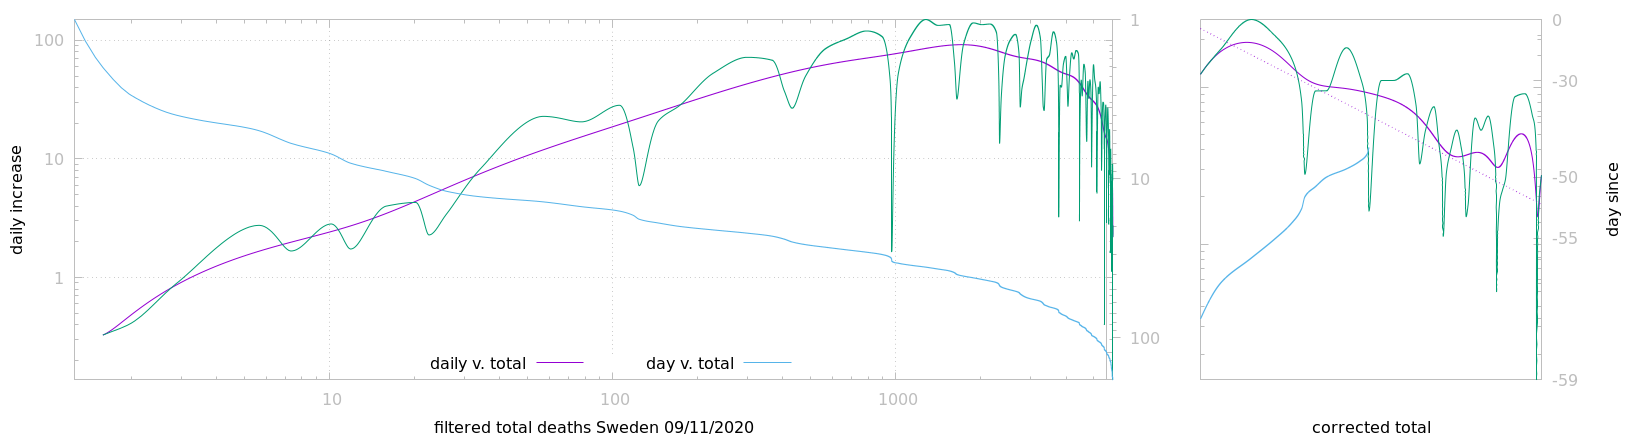 100
10
1
daily increase
10
100
1000
1
10
100
daily v. total
day v. total
filtered total deaths Sweden 09/11/2020
0
-30
-50
-55
-59
day since
corrected total